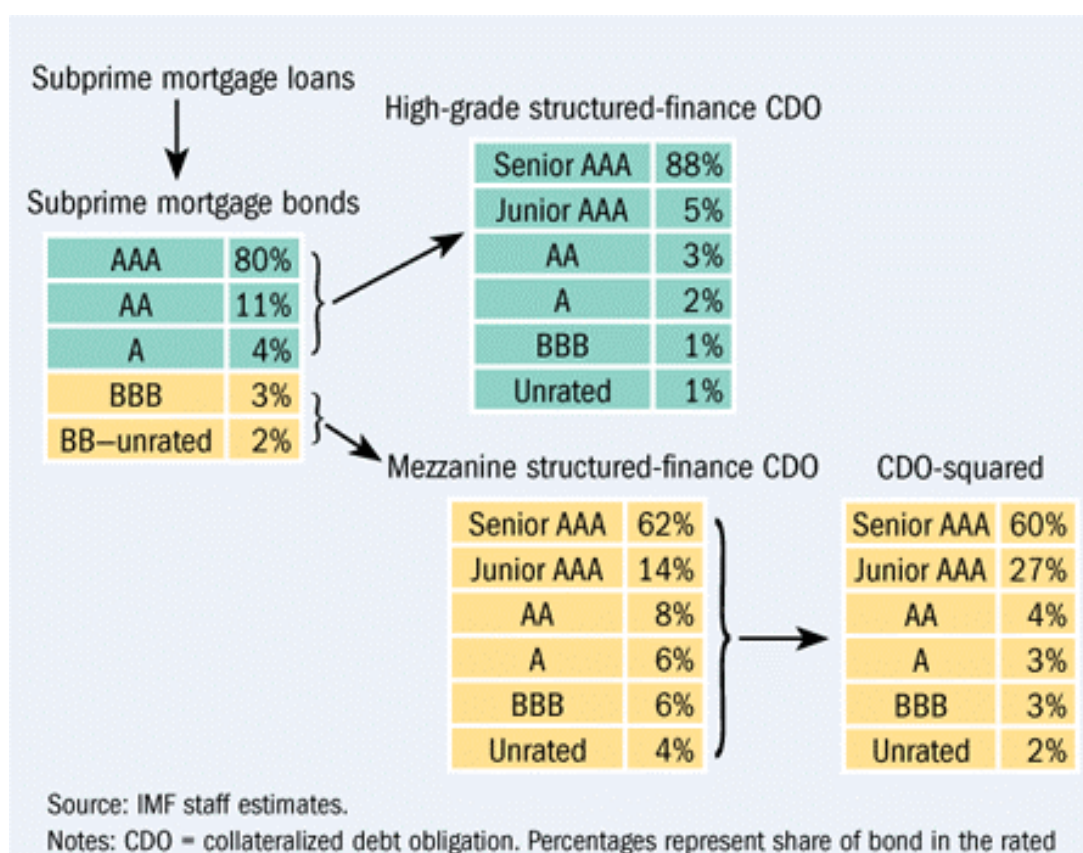 Subprime mortgage loans
Subprime mortgage bonds
AAA 80%
AA 11%
A 4%
BBB 3%
BB—unrated 2%
High-grade structured-finance CDO
Senior AAA 88%
Junior AAA 5%
AA 3%
A 2%
BBB 1%
Unrated 1%
Mezzanine structured-finance CDO
Senior AAA 62%
Junior AAA 14%
AA 8%
A 6%
BBB 6%
Unrated 4%
CDO-squared
Senior AAA 60%
Junior AAA 27%
AA 4%
A 3%
BBB 3%
Unrated 2%
Source: IMF staff estimates.
Notes: CDO = collateralized debt obligation. Percentages represent share of bond in the rated